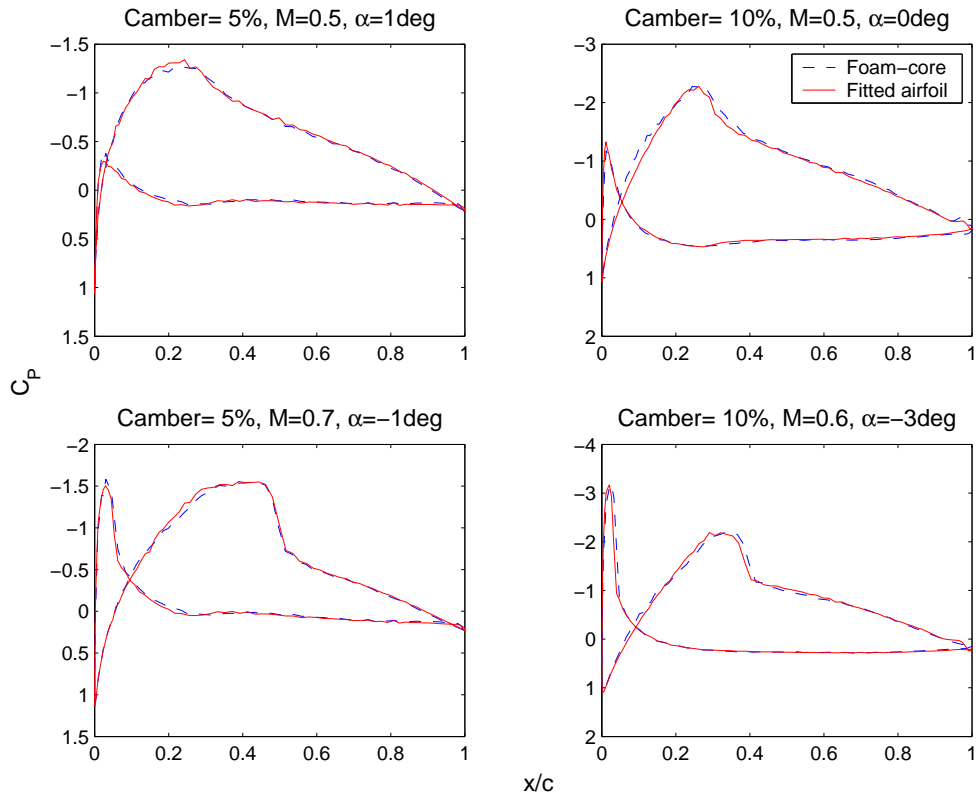 Camber= 5%, M=0.5, α=1deg
−1.5
−1
−0.5
0
0.5
1
1.5
0 0.2 0.4 0.6 0.8 1
Camber= 10%, M=0.5, α=0deg
−3
−2
−1
0
1
2
0 0.2 0.4 0.6 0.8 1
Foam−core
Fitted airfoil
C_P
Camber= 5%, M=0.7, α=−1deg
−2
−1.5
−1
−0.5
0
0.5
1
1.5
0 0.2 0.4 0.6 0.8 1
Camber= 10%, M=0.6, α=−3deg
−4
−3
−2
−1
0
1
2
0 0.2 0.4 0.6 0.8 1
x/c